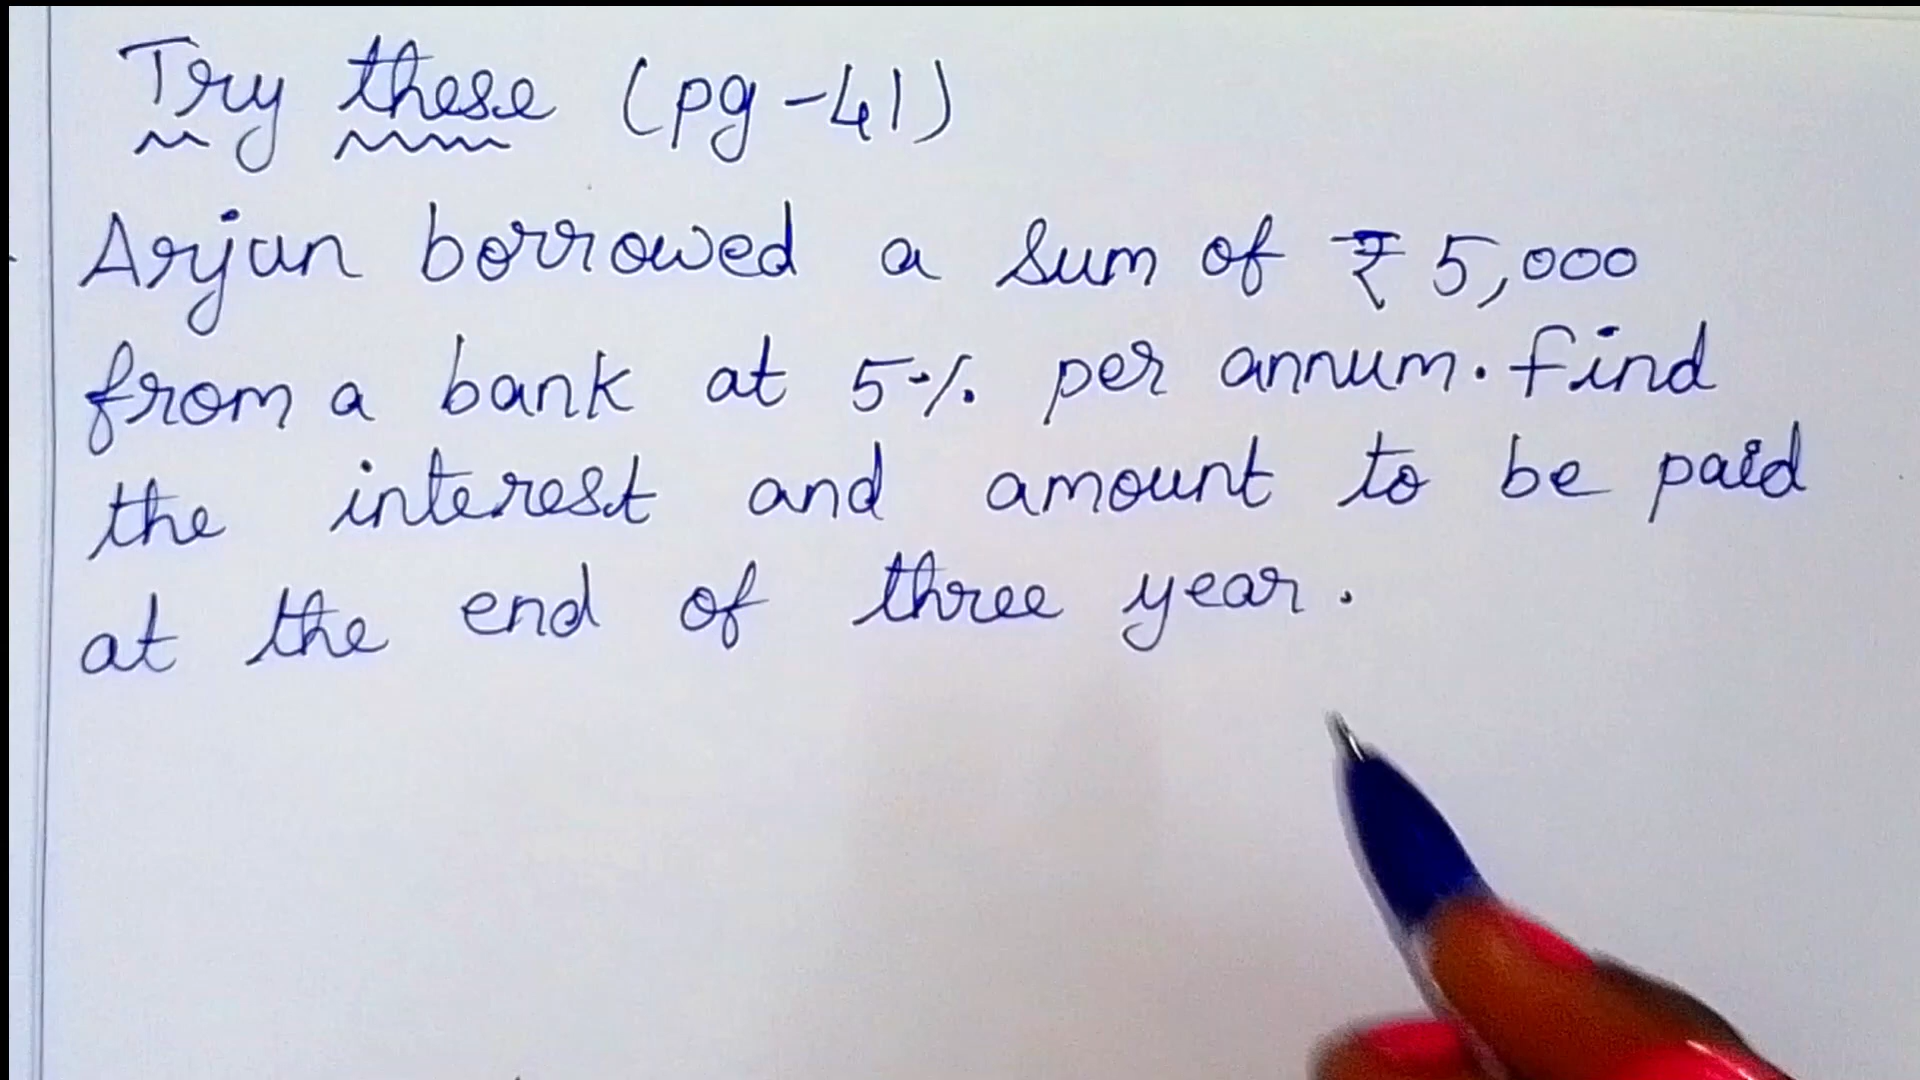 Try these (pg-41)
Arjun borrowed a sum of ₹ 5,000
from a bank at 5% per annum. find
the interest and amount to be paid
at the end of three year.